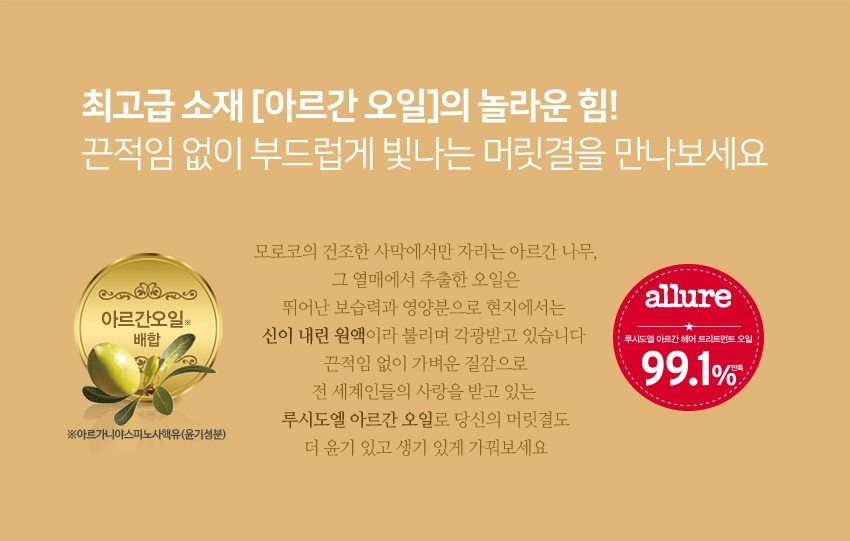 최고급 소재 [아르간 오일]의 놀라운 힘!
끈적임 없이 부드럽게 빛나는 머릿결을 만나보세요
아르간오일※
배합
※아르가니아스피노사핵유(윤기성분)
모로코의 건조한 사막에서만 자라는 아르간 나무,
그 열매에서 추출한 오일은
뛰어난 보습력과 영양분으로 현지에서는
신이 내린 원액이라 불리며 각광받고 있습니다
끈적임 없이 가벼운 질감으로
전 세계인들의 사랑을 받고 있는
루시도엘 아르간 오일로 당신의 머릿결도
더 윤기 있고 생기 있게 가꿔보세요
allure
루시도엘 아르간 헤어 트리트먼트 오일
99.1%만족